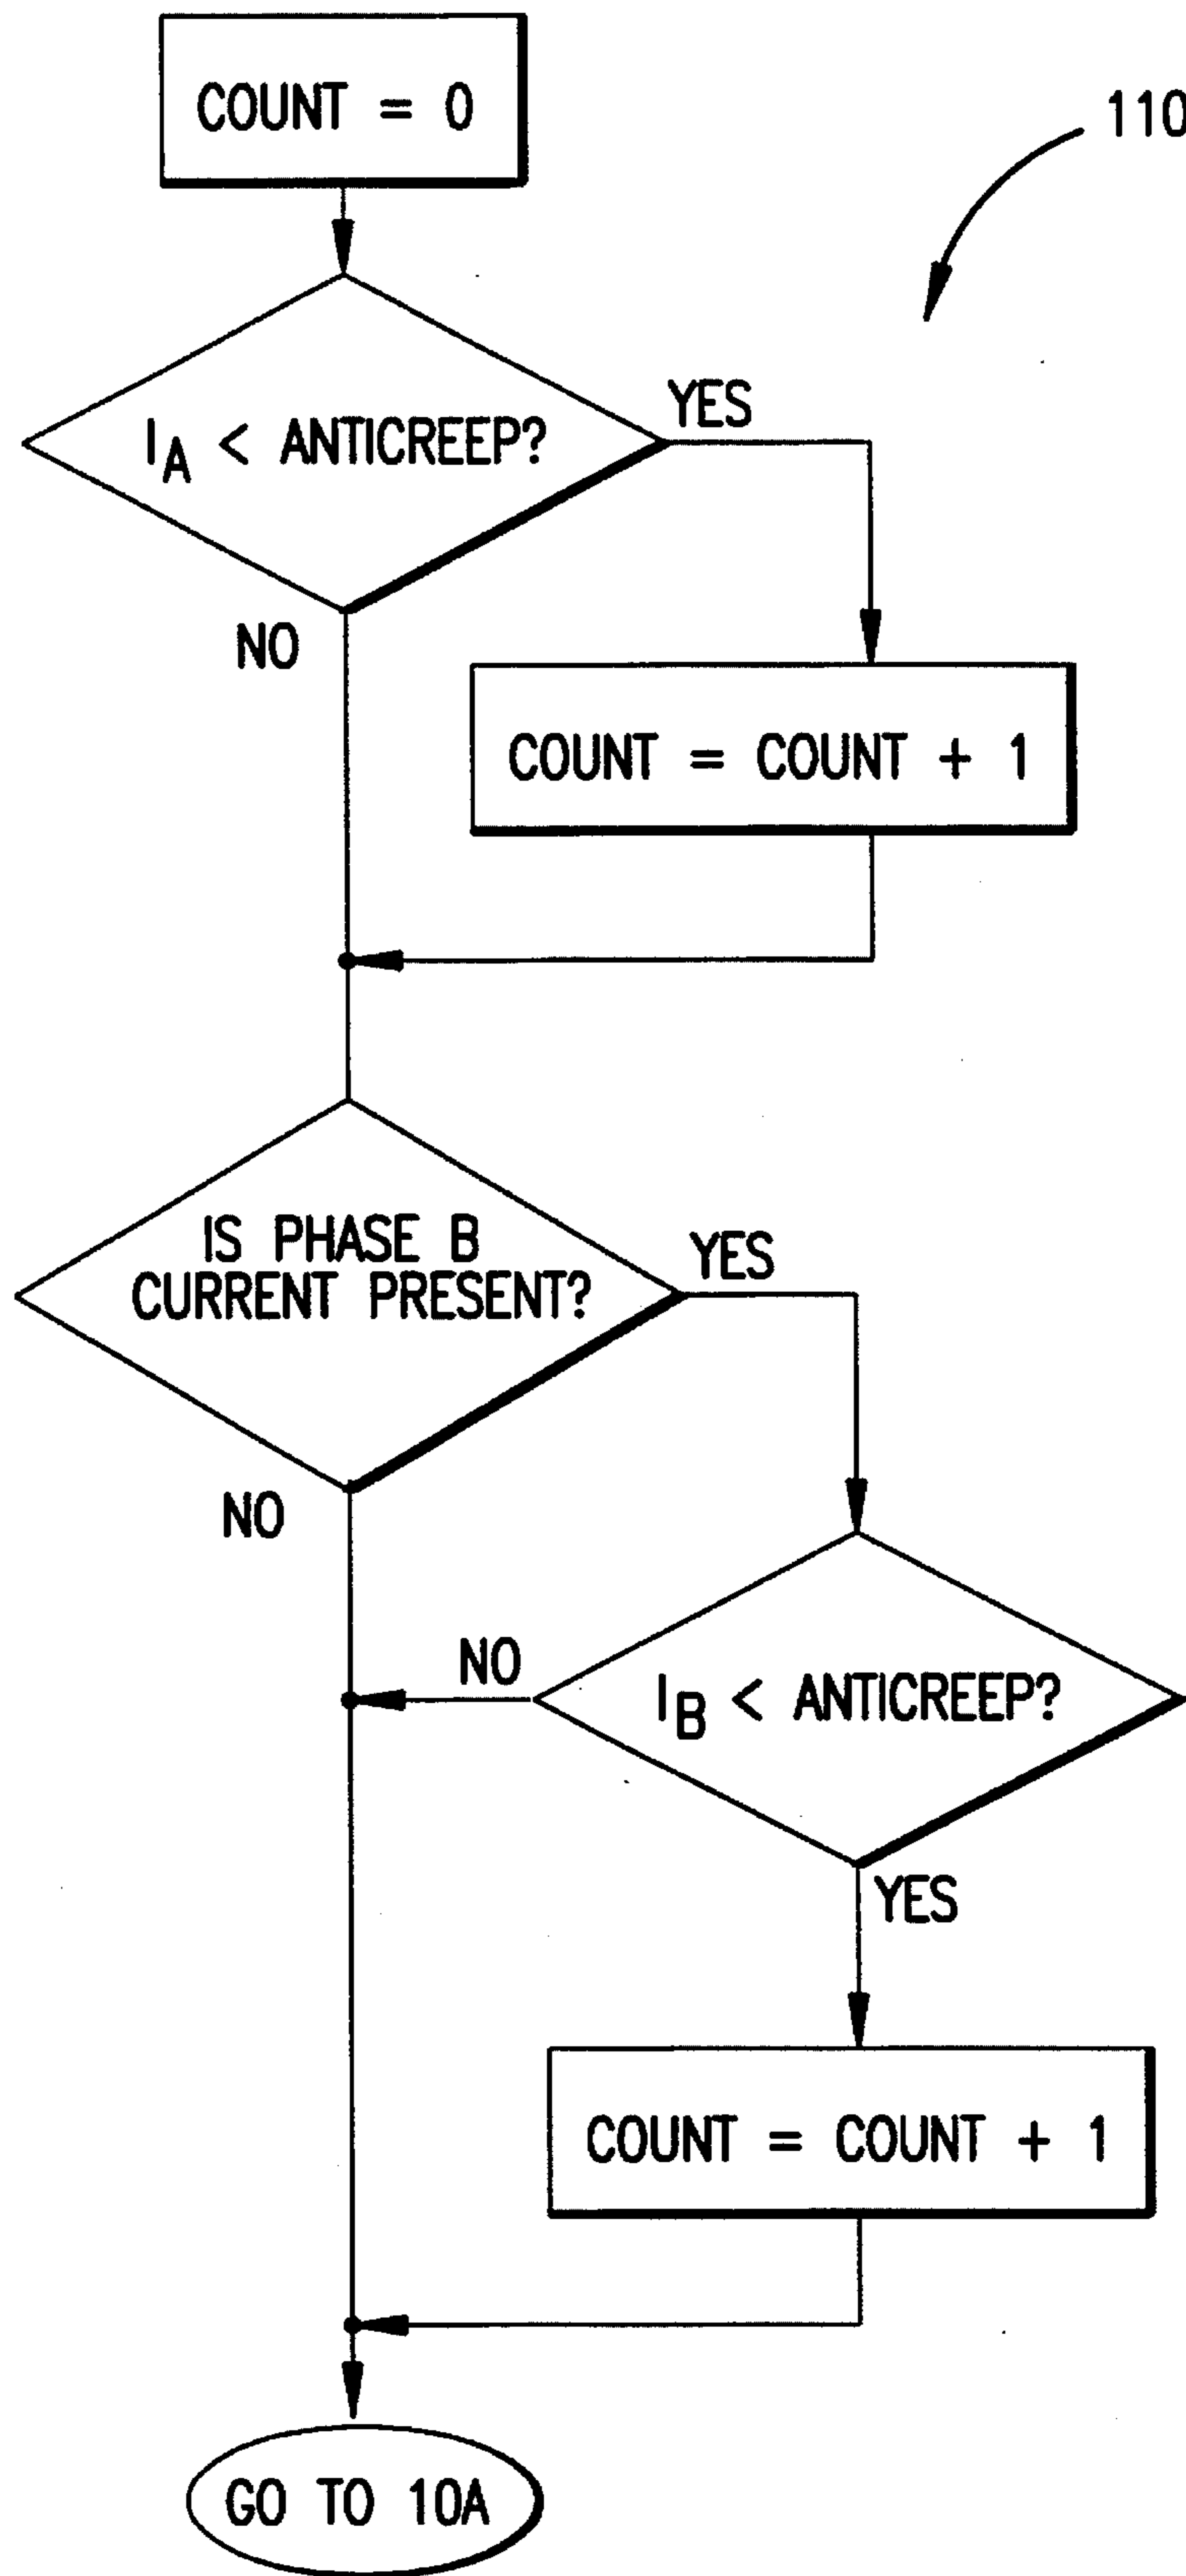 COUNT = 0
110
I_A < ANTICREEP?
YES
NO
COUNT = COUNT + 1
IS PHASE B
CURRENT PRESENT?
YES
NO
NO
I_B < ANTICREEP?
YES
COUNT = COUNT + 1
GO TO 10A